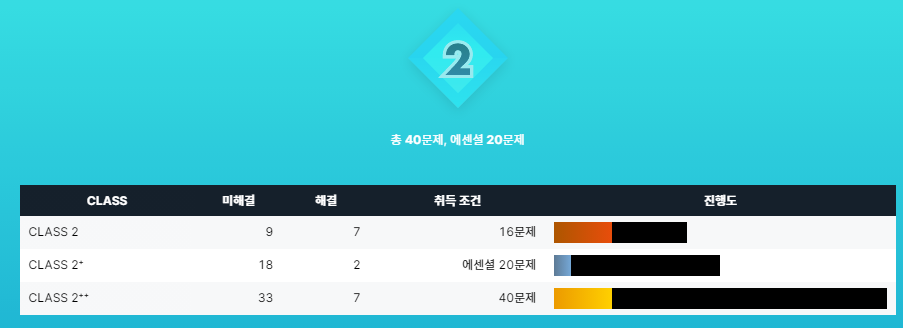 2
총 40문제, 에센셜 20문제
CLASS 미해결 해결 취득 조건 진행도
CLASS 2 9 7 16문제
CLASS 2⁺ 18 2 에센셜 20문제
CLASS 2⁺⁺ 33 7 40문제